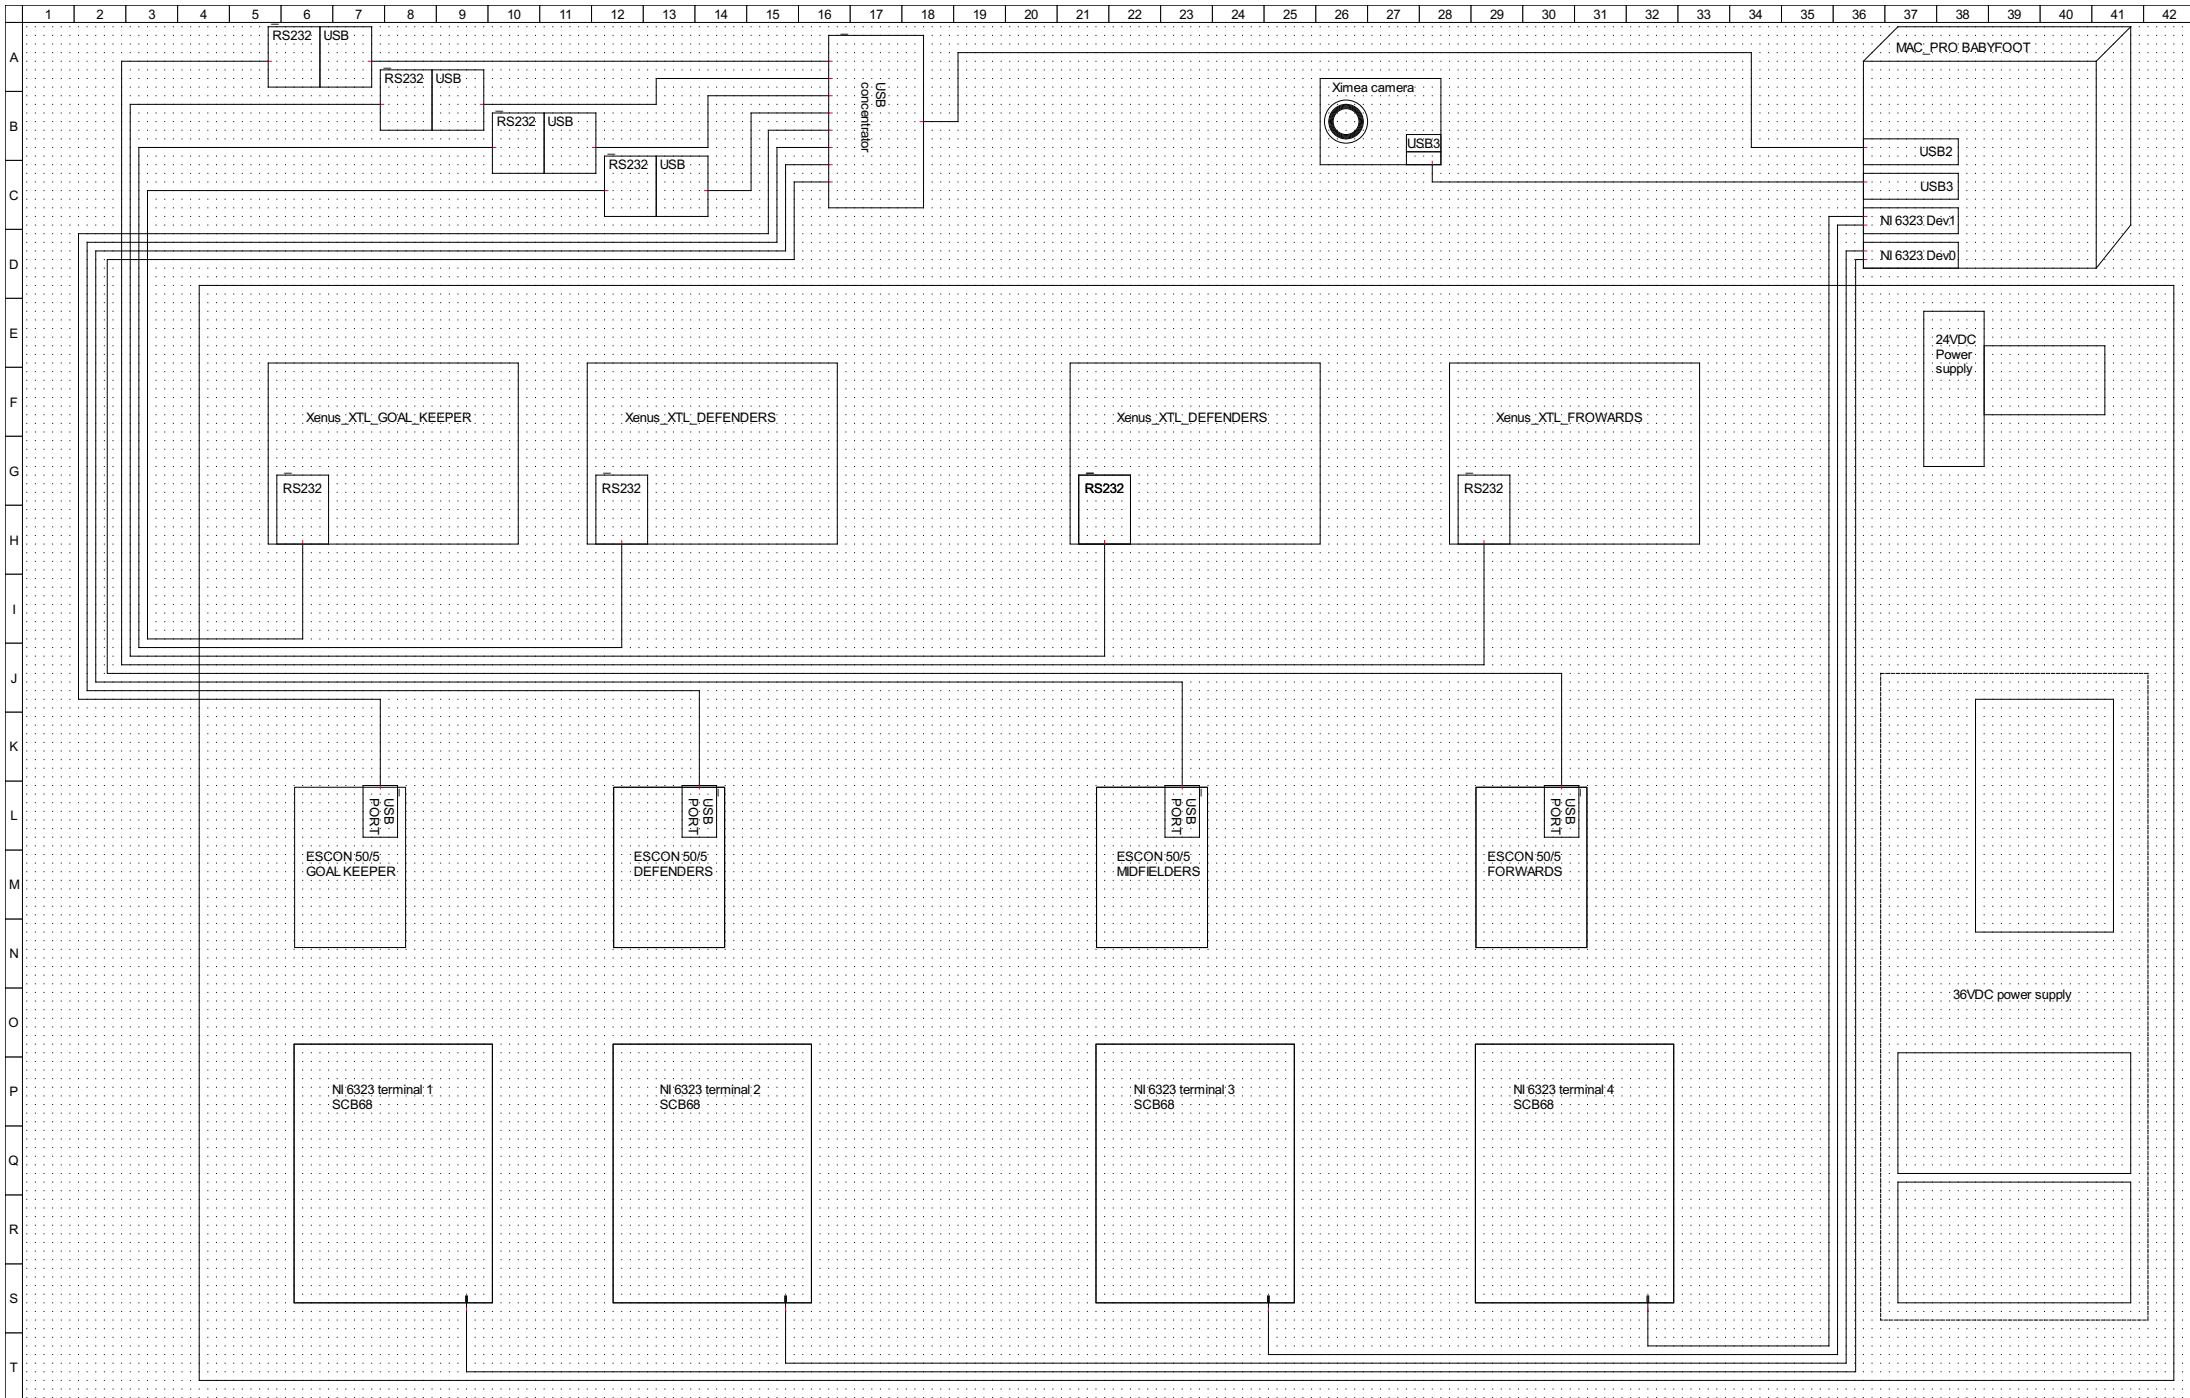 1 2 3 4 5 6 7 8 9 10 11 12 13 14 15 16 17 18 19 20 21 22 23 24 25 26 27 28 29 30 31 32 33 34 35 36 37 38 39 40 41 42
A
B
C
D
E
F
G
H
I
J
K
L
M
N
O
P
Q
R
S
T
RS232 USB
RS232 USB
RS232 USB
RS232 USB
USB
concentrator
Ximea camera
USB3
MAC_PRO BABYFOOT
USB2
USB3
NI 6323 Dev1
NI 6323 Dev0
Xenus_XTL_GOAL_KEEPER
RS232
Xenus_XTL_DEFENDERS
RS232
Xenus_XTL_DEFENDERS
RS232
Xenus_XTL_FROWARDS
RS232
24VDC
Power
supply
USB
PORT
ESCON 50/5
GOAL KEEPER
USB
PORT
ESCON 50/5
DEFENDERS
USB
PORT
ESCON 50/5
MIDFIELDERS
USB
PORT
ESCON 50/5
FORWARDS
36VDC power supply
NI 6323 terminal 1
SCB68
NI 6323 terminal 2
SCB68
NI 6323 terminal 3
SCB68
NI 6323 terminal 4
SCB68